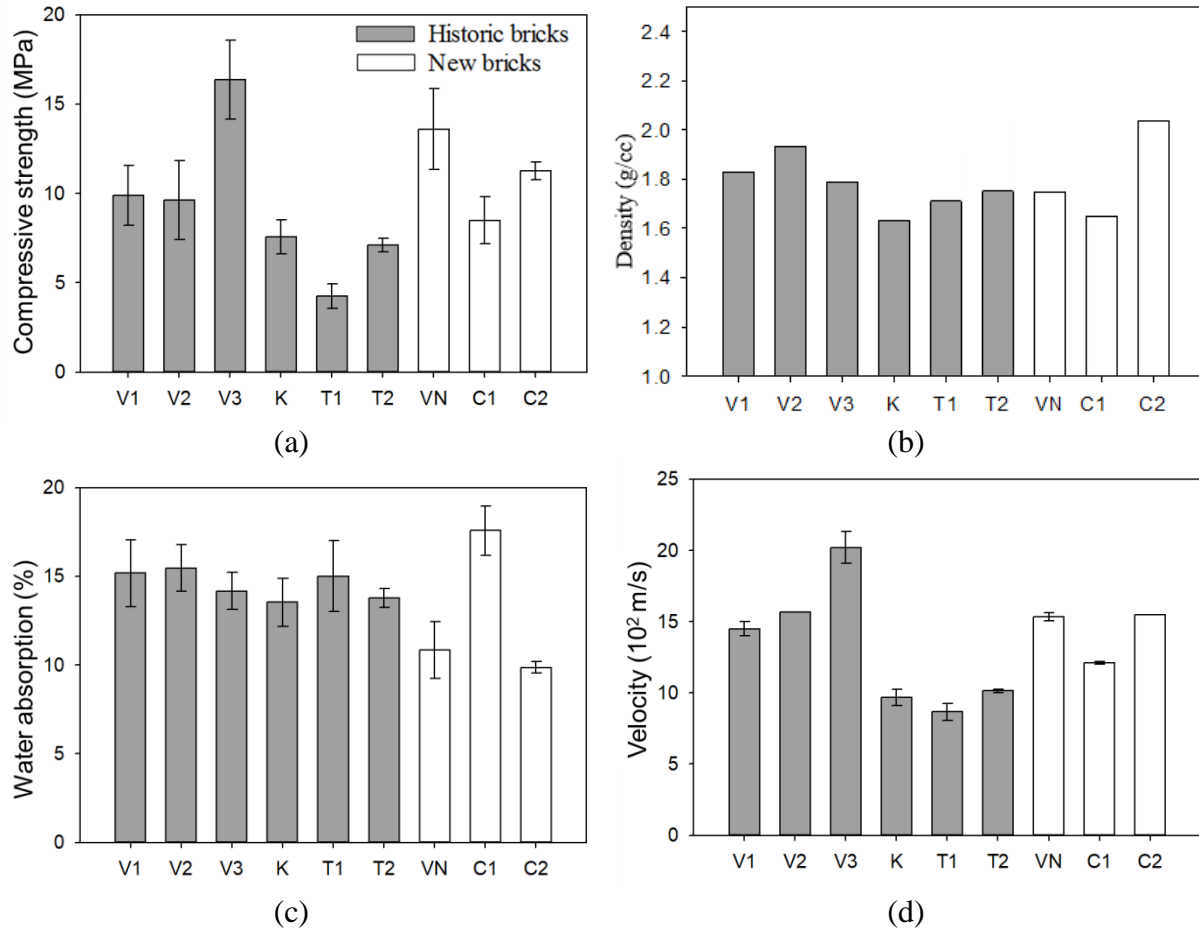 20
15
10
5
0
Compressive strength (MPa)
Historic bricks
New bricks
V1 V2 V3 K T1 T2 VN C1 C2
(a)
2.4
2.2
2.0
1.8
1.6
1.4
1.2
1.0
Density (g/cc)
V1 V2 V3 K T1 T2 VN C1 C2
(b)
20
15
10
5
0
Water absorption (%)
V1 V2 V3 K T1 T2 VN C1 C2
(c)
25
20
15
10
5
0
Velocity (10² m/s)
V1 V2 V3 K T1 T2 VN C1 C2
(d)